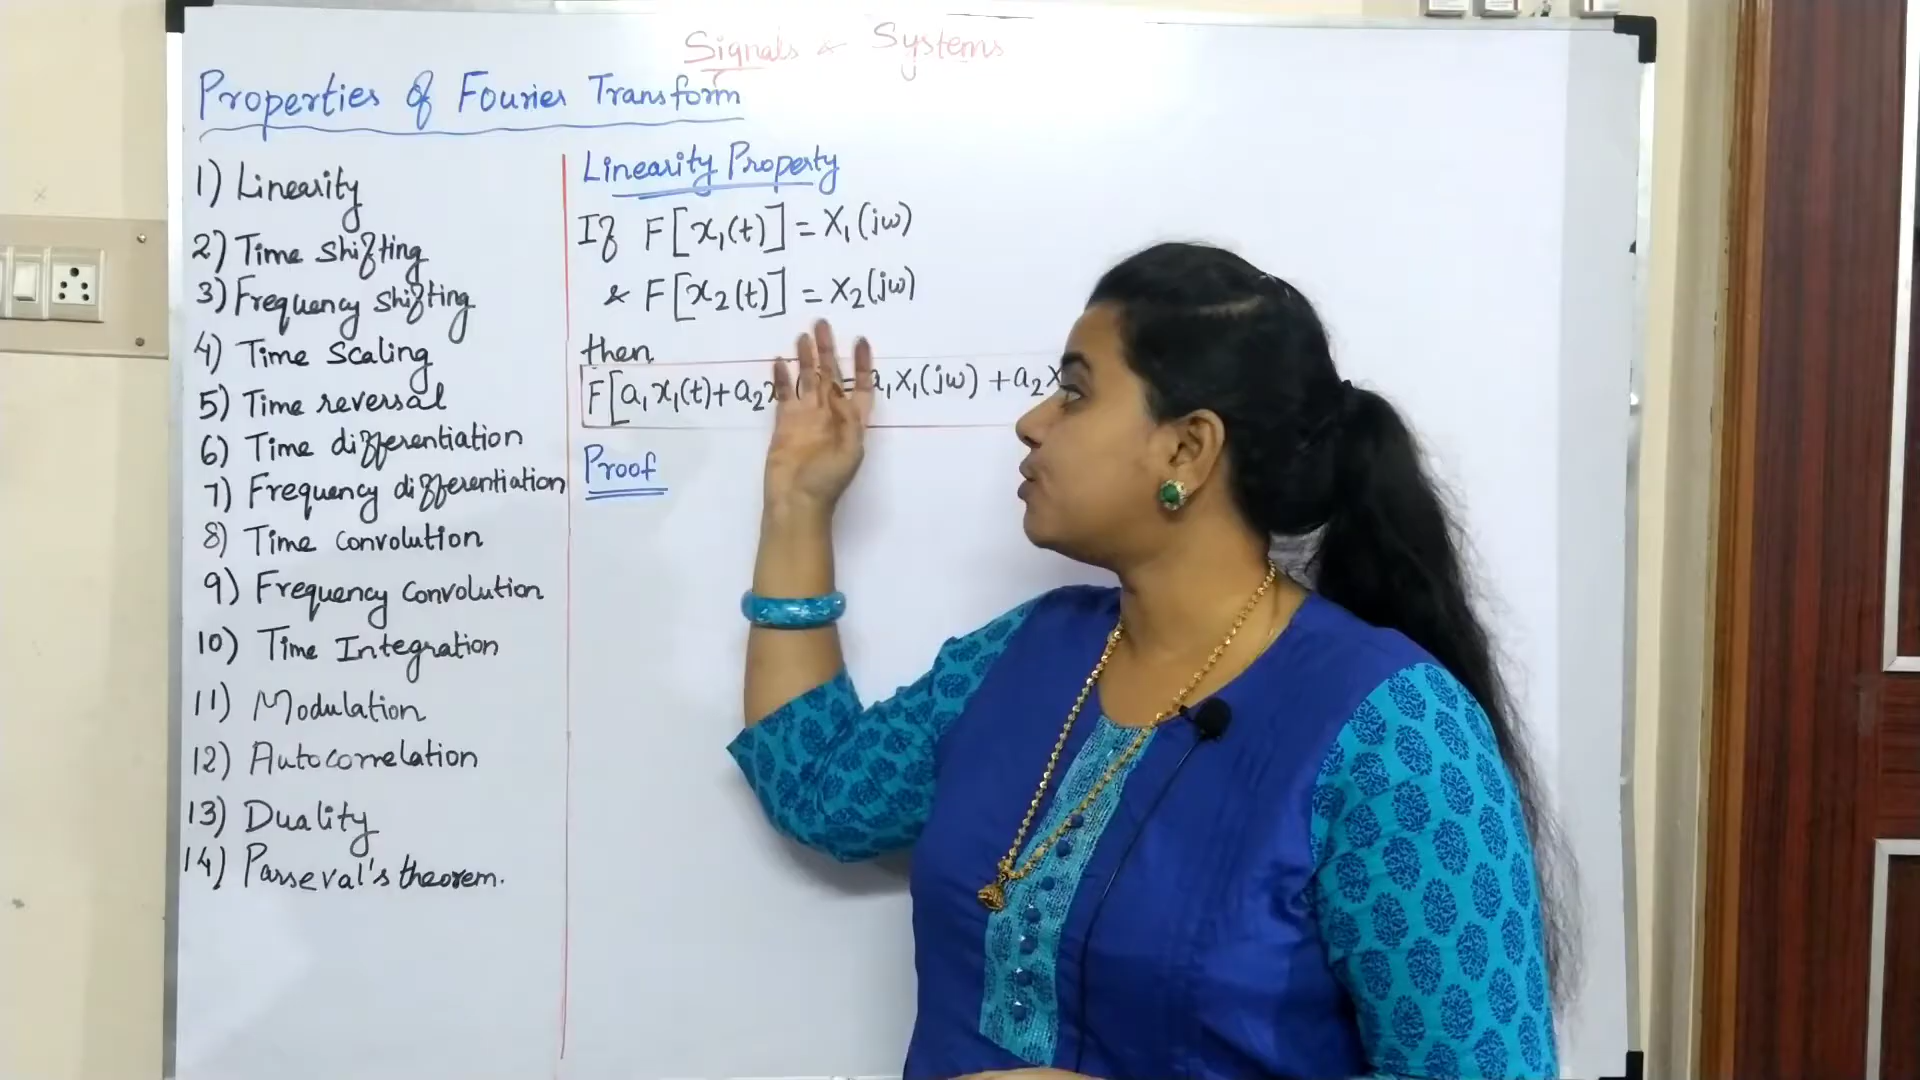 Signals & Systems
Properties of Fourier Transform
1) Linearity
2) Time Shifting
3) Frequency Shifting
4) Time Scaling
5) Time reversal
6) Time differentiation
7) Frequency differentiation
8) Time Convolution
9) Frequency Convolution
10) Time Integration
11) Modulation
12) Autocorrelation
13) Duality
14) Parseval's theorem.
Linearity Property
If F[x₁(t)] = X₁(jω)
& F[x₂(t)] = X₂(jω)
then
F[a₁x₁(t)+a₂x = a₁X₁(jω) + a₂X
Proof